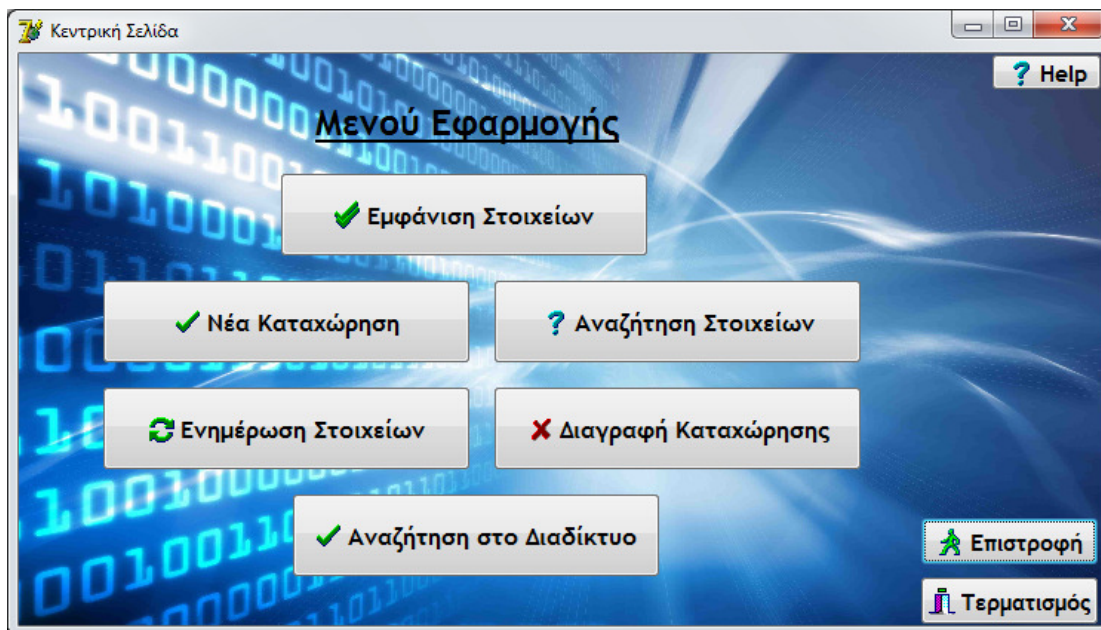 Κεντρική Σελίδα
Help
Μενού Εφαρμογής
Εμφάνιση Στοιχείων
Νέα Καταχώρηση
Αναζήτηση Στοιχείων
Ενημέρωση Στοιχείων
Διαγραφή Καταχώρησης
Αναζήτηση στο Διαδίκτυο
Επιστροφή
Τερματισμός